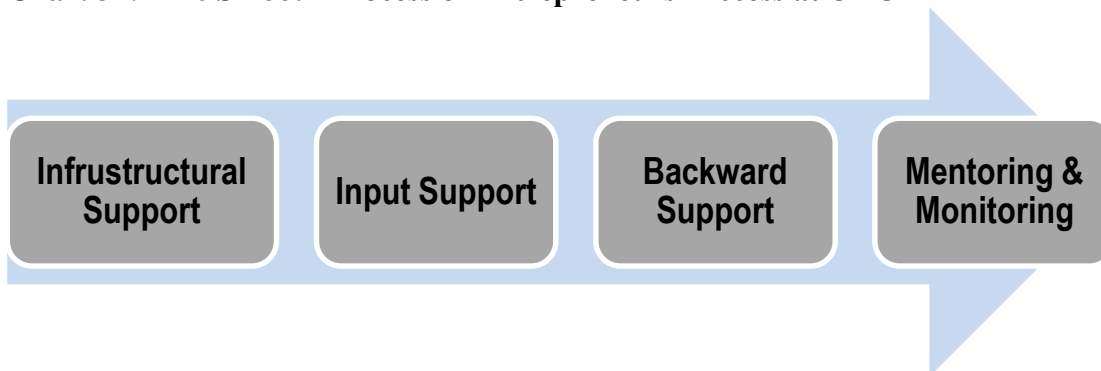 Infrustructural
Support
Input Support
Backward
Support
Mentoring &
Monitoring